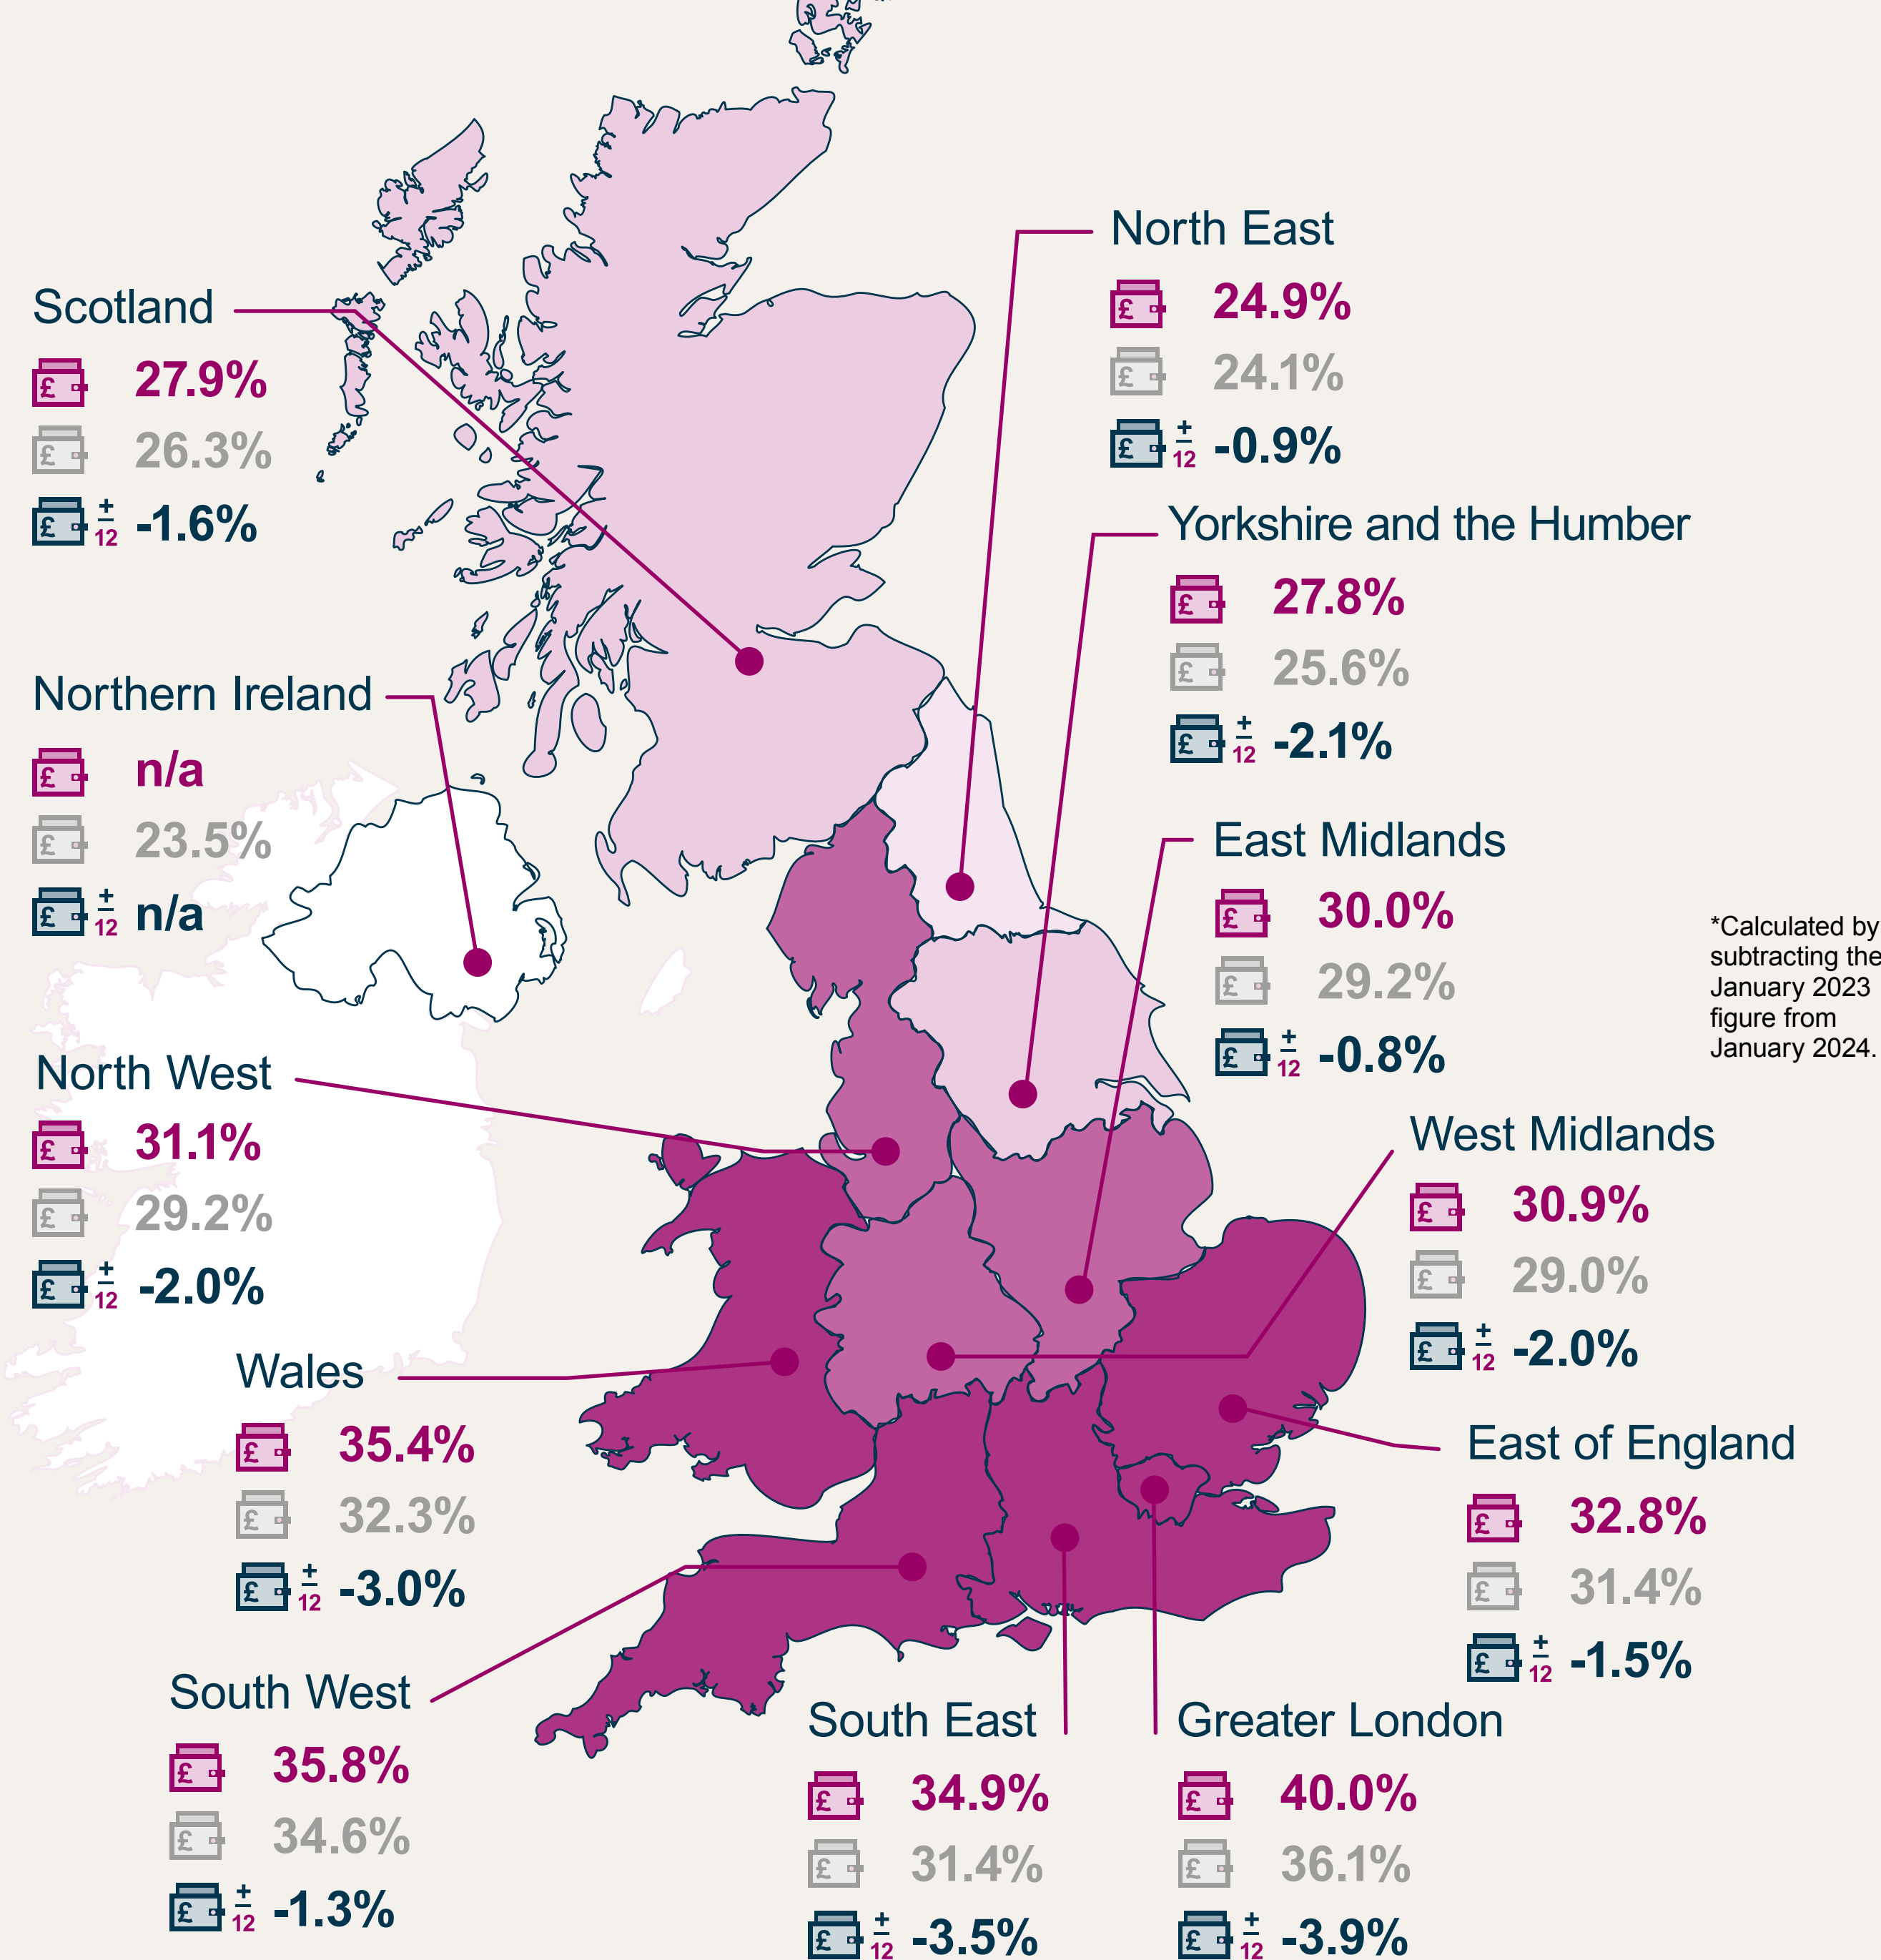 North East
£ 24.9%
£ 24.1%
£ ± 12 -0.9%
Scotland
£ 27.9%
£ 26.3%
£ ± 12 -1.6%
Yorkshire and the Humber
£ 27.8%
£ 25.6%
£ ± 12 -2.1%
Northern Ireland
£ n/a
£ 23.5%
£ ± 12 n/a
East Midlands
£ 30.0%
£ 29.2%
£ ± 12 -0.8%
*Calculated by
subtracting the
January 2023
figure from
January 2024.
North West
£ 31.1%
£ 29.2%
£ ± 12 -2.0%
West Midlands
£ 30.9%
£ 29.0%
£ ± 12 -2.0%
Wales
£ 35.4%
£ 32.3%
£ ± 12 -3.0%
East of England
£ 32.8%
£ 31.4%
£ ± 12 -1.5%
South West
£ 35.8%
£ 34.6%
£ ± 12 -1.3%
South East
£ 34.9%
£ 31.4%
£ ± 12 -3.5%
Greater London
£ 40.0%
£ 36.1%
£ ± 12 -3.9%